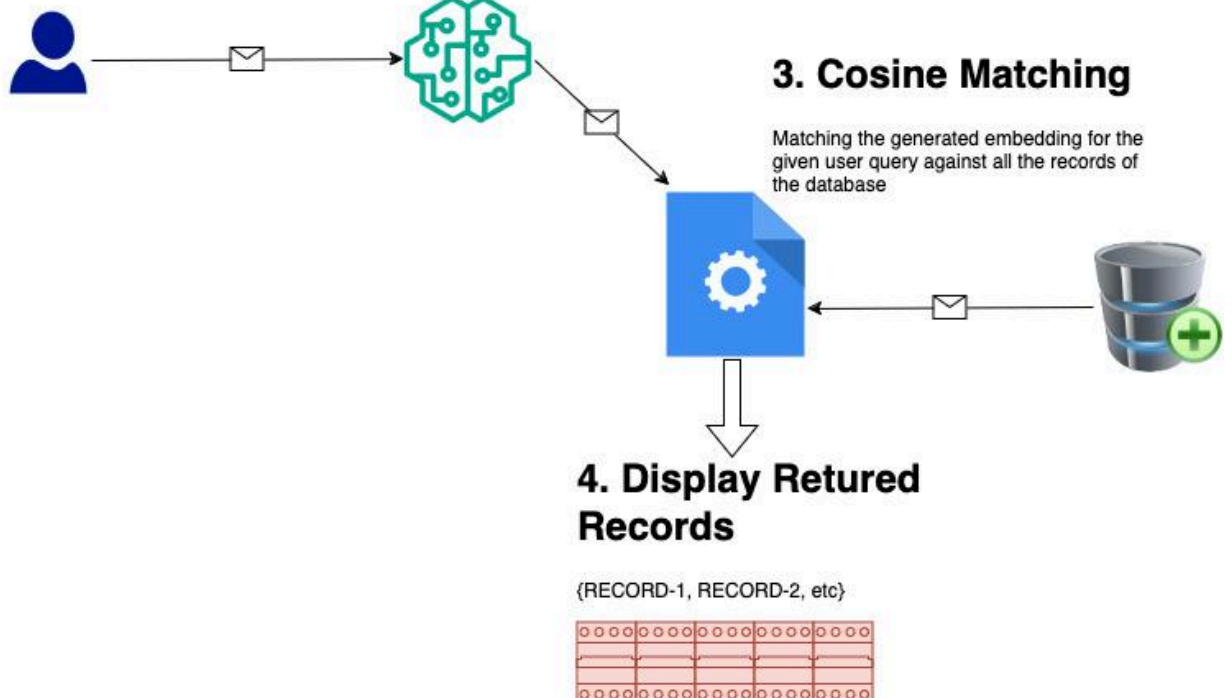 3. Cosine Matching
Matching the generated embedding for the
given user query against all the records of
the database
4. Display Retured
Records
{RECORD-1, RECORD-2, etc}